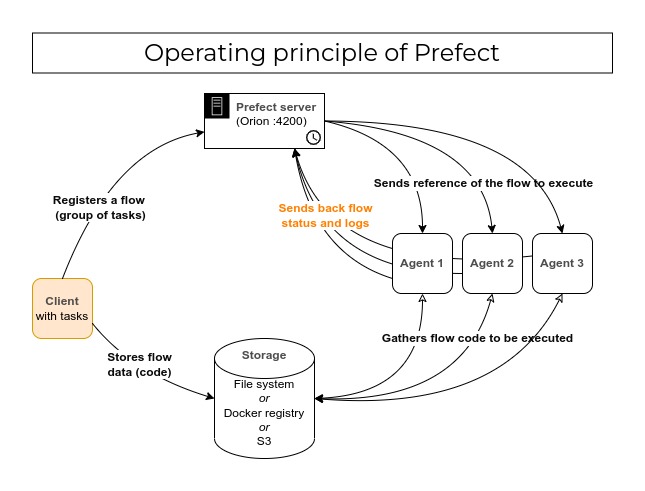 Operating principle of Prefect
Prefect server
(Orion :4200)
Registers a flow
(group of tasks)
Sends reference of the flow to execute
Sends back flow
status and logs
Agent 1
Agent 2
Agent 3
Client
with tasks
Stores flow
data (code)
Gathers flow code to be executed
Storage
File system
or
Docker registry
or
S3